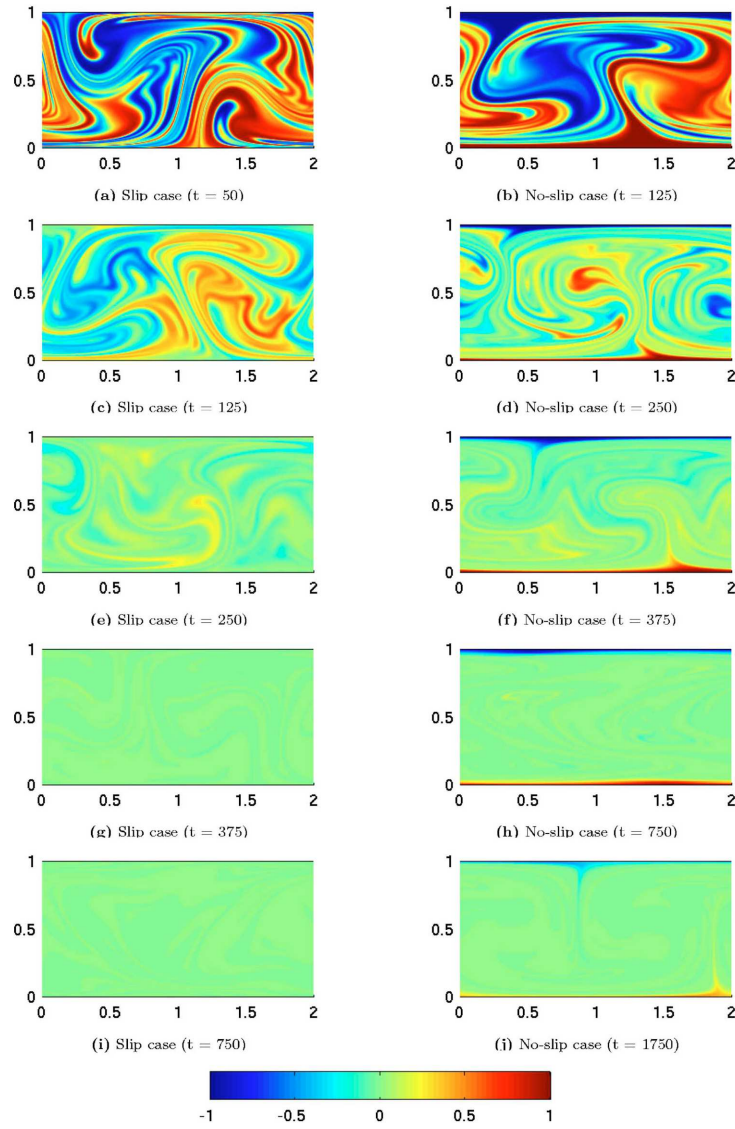 1
0.5
0
0 0.5 1 1.5 2
(a) Slip case (t = 50)
1
0.5
0
0 0.5 1 1.5 2
(b) No-slip case (t = 125)
1
0.5
0
0 0.5 1 1.5 2
(c) Slip case (t = 125)
1
0.5
0
0 0.5 1 1.5 2
(d) No-slip case (t = 250)
1
0.5
0
0 0.5 1 1.5 2
(e) Slip case (t = 250)
1
0.5
0
0 0.5 1 1.5 2
(f) No-slip case (t = 375)
1
0.5
0
0 0.5 1 1.5 2
(g) Slip case (t = 375)
1
0.5
0
0 0.5 1 1.5 2
(h) No-slip case (t = 750)
1
0.5
0
0 0.5 1 1.5 2
(i) Slip case (t = 750)
1
0.5
0
0 0.5 1 1.5 2
(j) No-slip case (t = 1750)
-1 -0.5 0 0.5 1